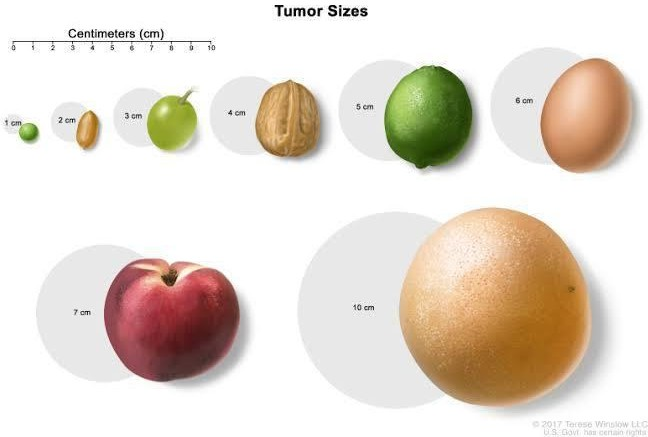 Tumor Sizes
Centimeters (cm)
0 1 2 3 4 5 6 7 8 9 10
1 cm
2 cm
3 cm
4 cm
5 cm
6 cm
7 cm
10 cm
© 2017 Terese Winslow LLC
U.S. Govt. has certain rights